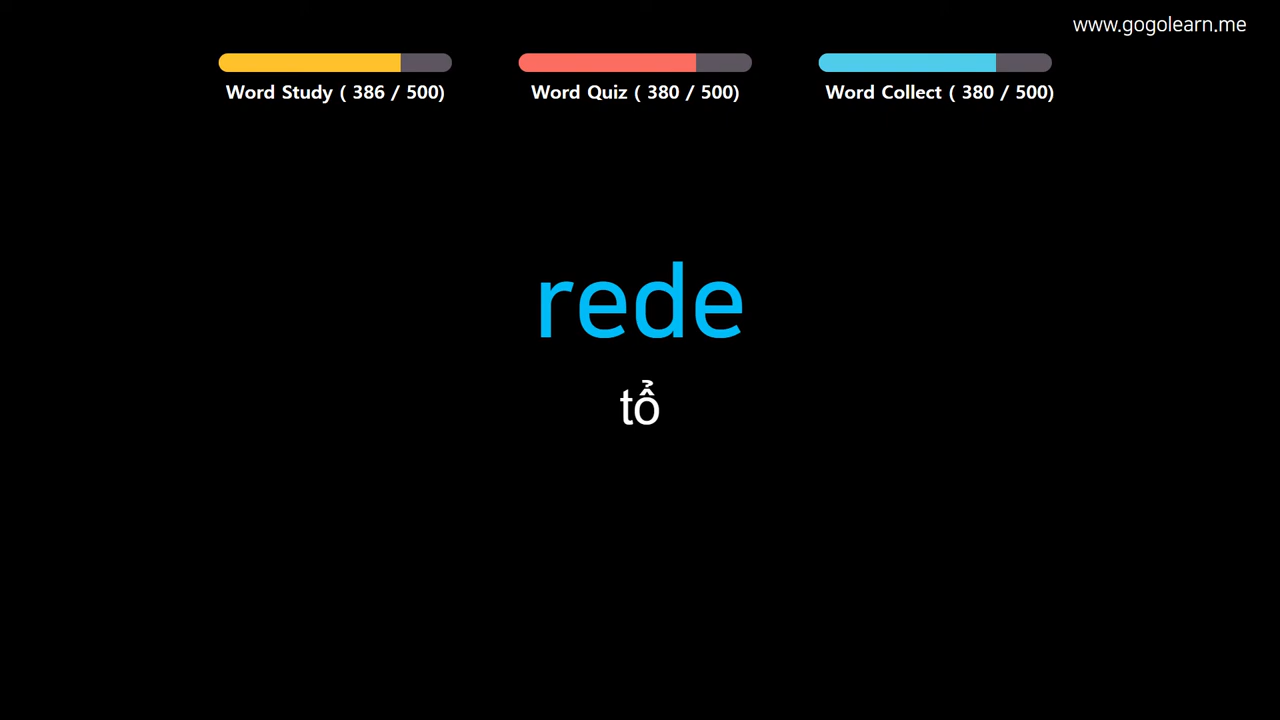 www.gogolearn.me
Word Study ( 386 / 500)
Word Quiz ( 380 / 500)
Word Collect ( 380 / 500)
rede
tổ